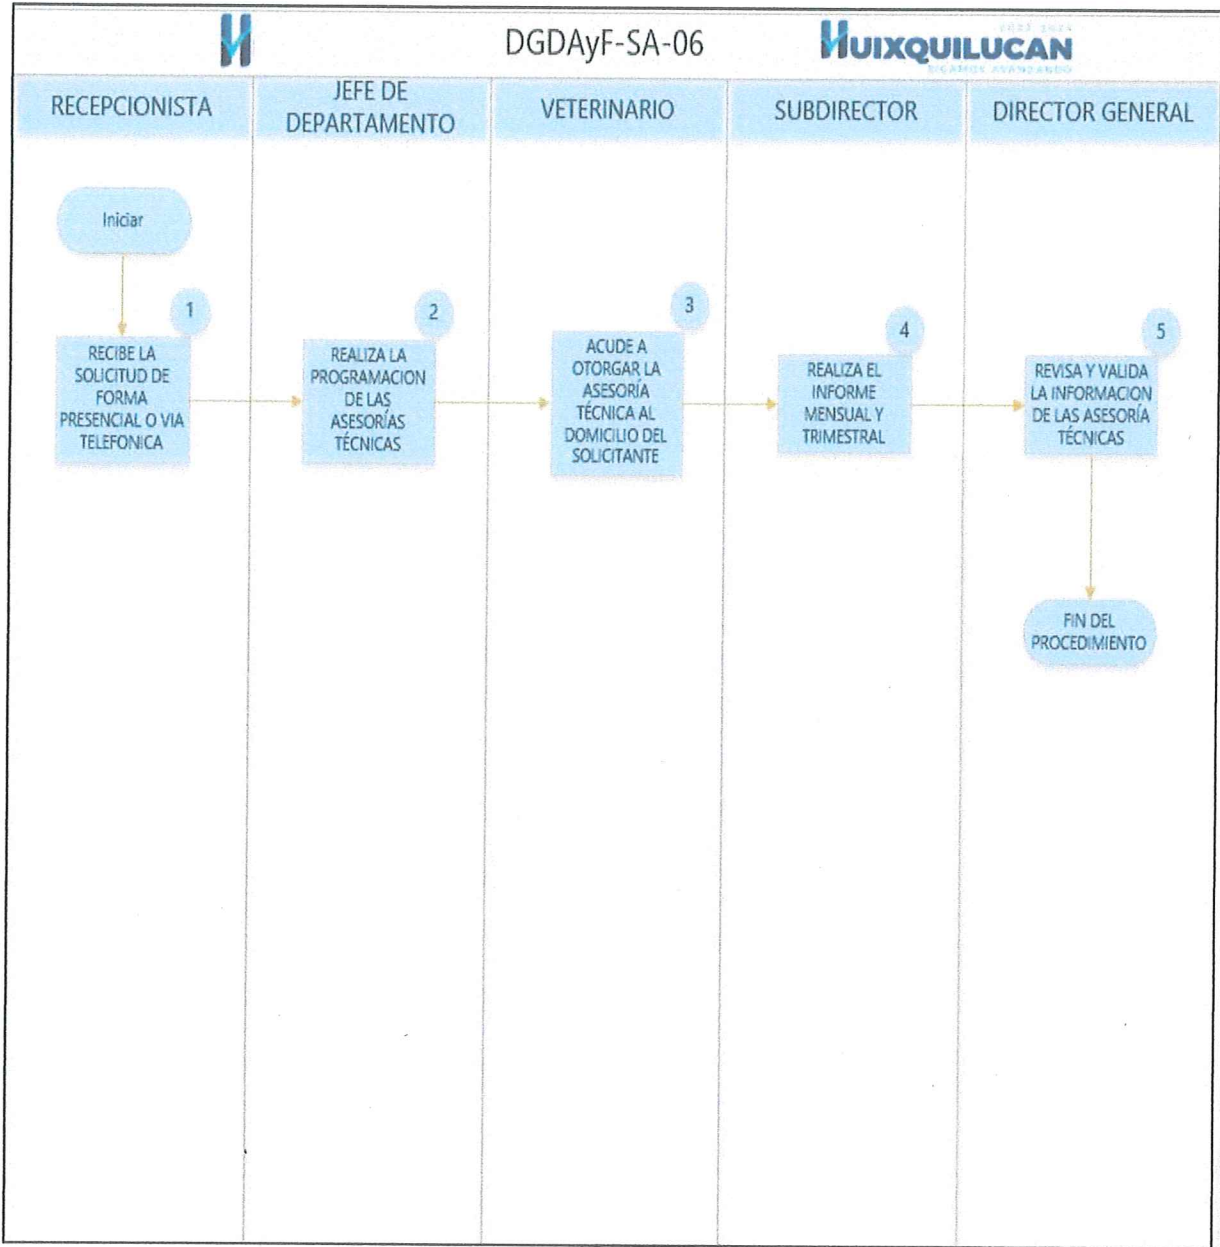 DGDAyF-SA-06
HUIXQUILUCAN
SIGAMOS AVANZANDO
RECEPCIONISTA
JEFE DE
DEPARTAMENTO
VETERINARIO
SUBDIRECTOR
DIRECTOR GENERAL
Iniciar
1
RECIBE LA
SOLICITUD DE
FORMA
PRESENCIAL O VIA
TELEFONICA
2
REALIZA LA
PROGRAMACION
DE LAS
ASESORÍAS
TÉCNICAS
3
ACUDE A
OTORGAR LA
ASESORÍA
TÉCNICA AL
DOMICILIO DEL
SOLICITANTE
4
REALIZA EL
INFORME
MENSUAL Y
TRIMESTRAL
5
REVISA Y VALIDA
LA INFORMACION
DE LAS ASESORÍA
TÉCNICAS
FIN DEL
PROCEDIMIENTO